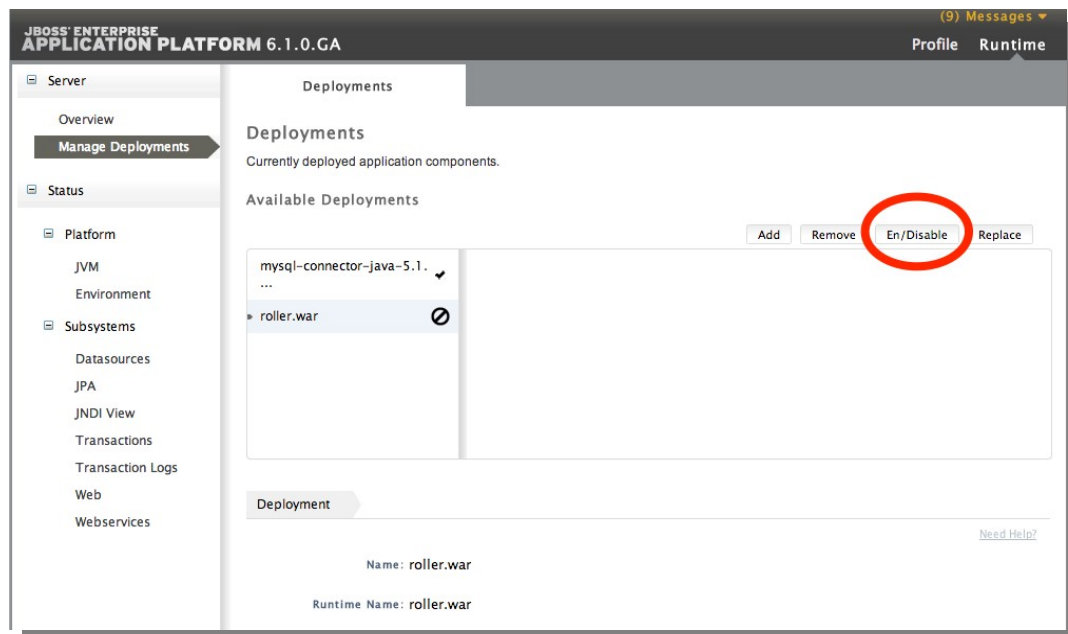 (9) Messages
JBOSS' ENTERPRISE
APPLICATION PLATFORM 6.1.0.GA
Profile Runtime
Server
Overview
Manage Deployments
Status
Platform
JVM
Environment
Subsystems
Datasources
JPA
JNDI View
Transactions
Transaction Logs
Web
Webservices
Deployments
Deployments
Currently deployed application components.
Available Deployments
Add Remove En/Disable Replace
mysql-connector-java-5.1.
...
roller.war
Deployment
Need Help?
Name: roller.war
Runtime Name: roller.war